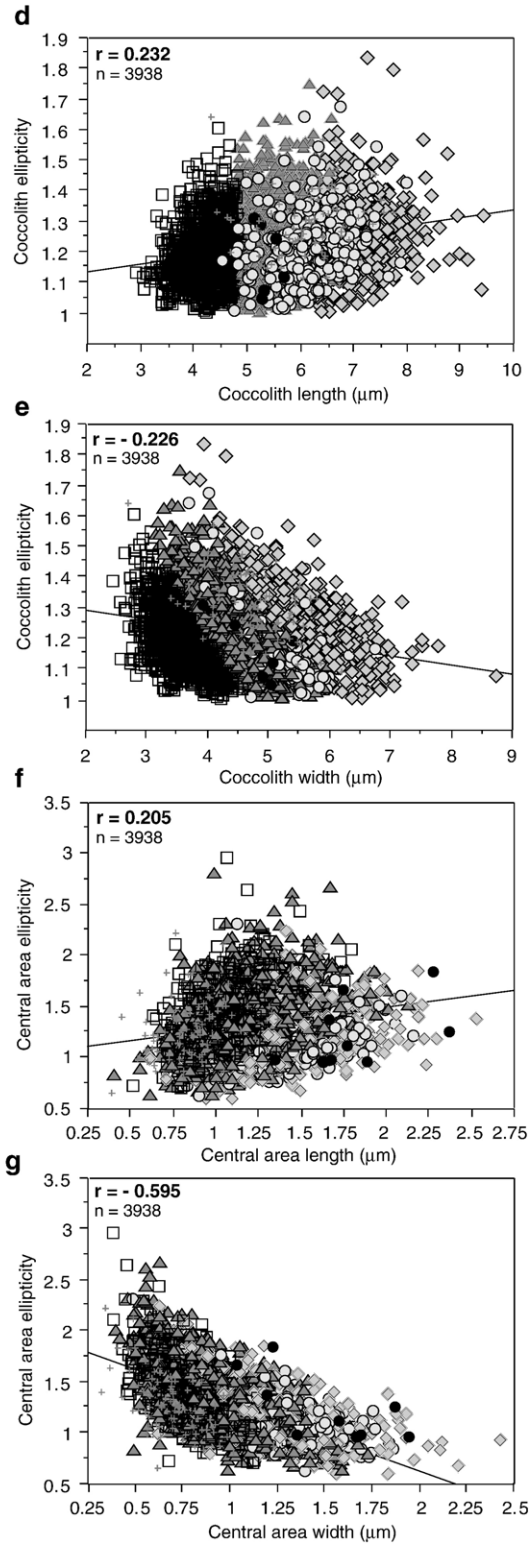 d
r = 0.232
n = 3938
Coccolith ellipticity
1.9
1.8
1.7
1.6
1.5
1.4
1.3
1.2
1.1
1
2 3 4 5 6 7 8 9 10
Coccolith length (μm)
e
r = - 0.226
n = 3938
Coccolith ellipticity
1.9
1.8
1.7
1.6
1.5
1.4
1.3
1.2
1.1
1
2 3 4 5 6 7 8 9
Coccolith width (μm)
f
r = 0.205
n = 3938
Central area ellipticity
3.5
3
2.5
2
1.5
1
0.5
0.25 0.5 0.75 1 1.25 1.5 1.75 2 2.25 2.5 2.75
Central area length (μm)
g
r = - 0.595
n = 3938
Central area ellipticity
3.5
3
2.5
2
1.5
1
0.5
0.25 0.5 0.75 1 1.25 1.5 1.75 2 2.25 2.5
Central area width (μm)